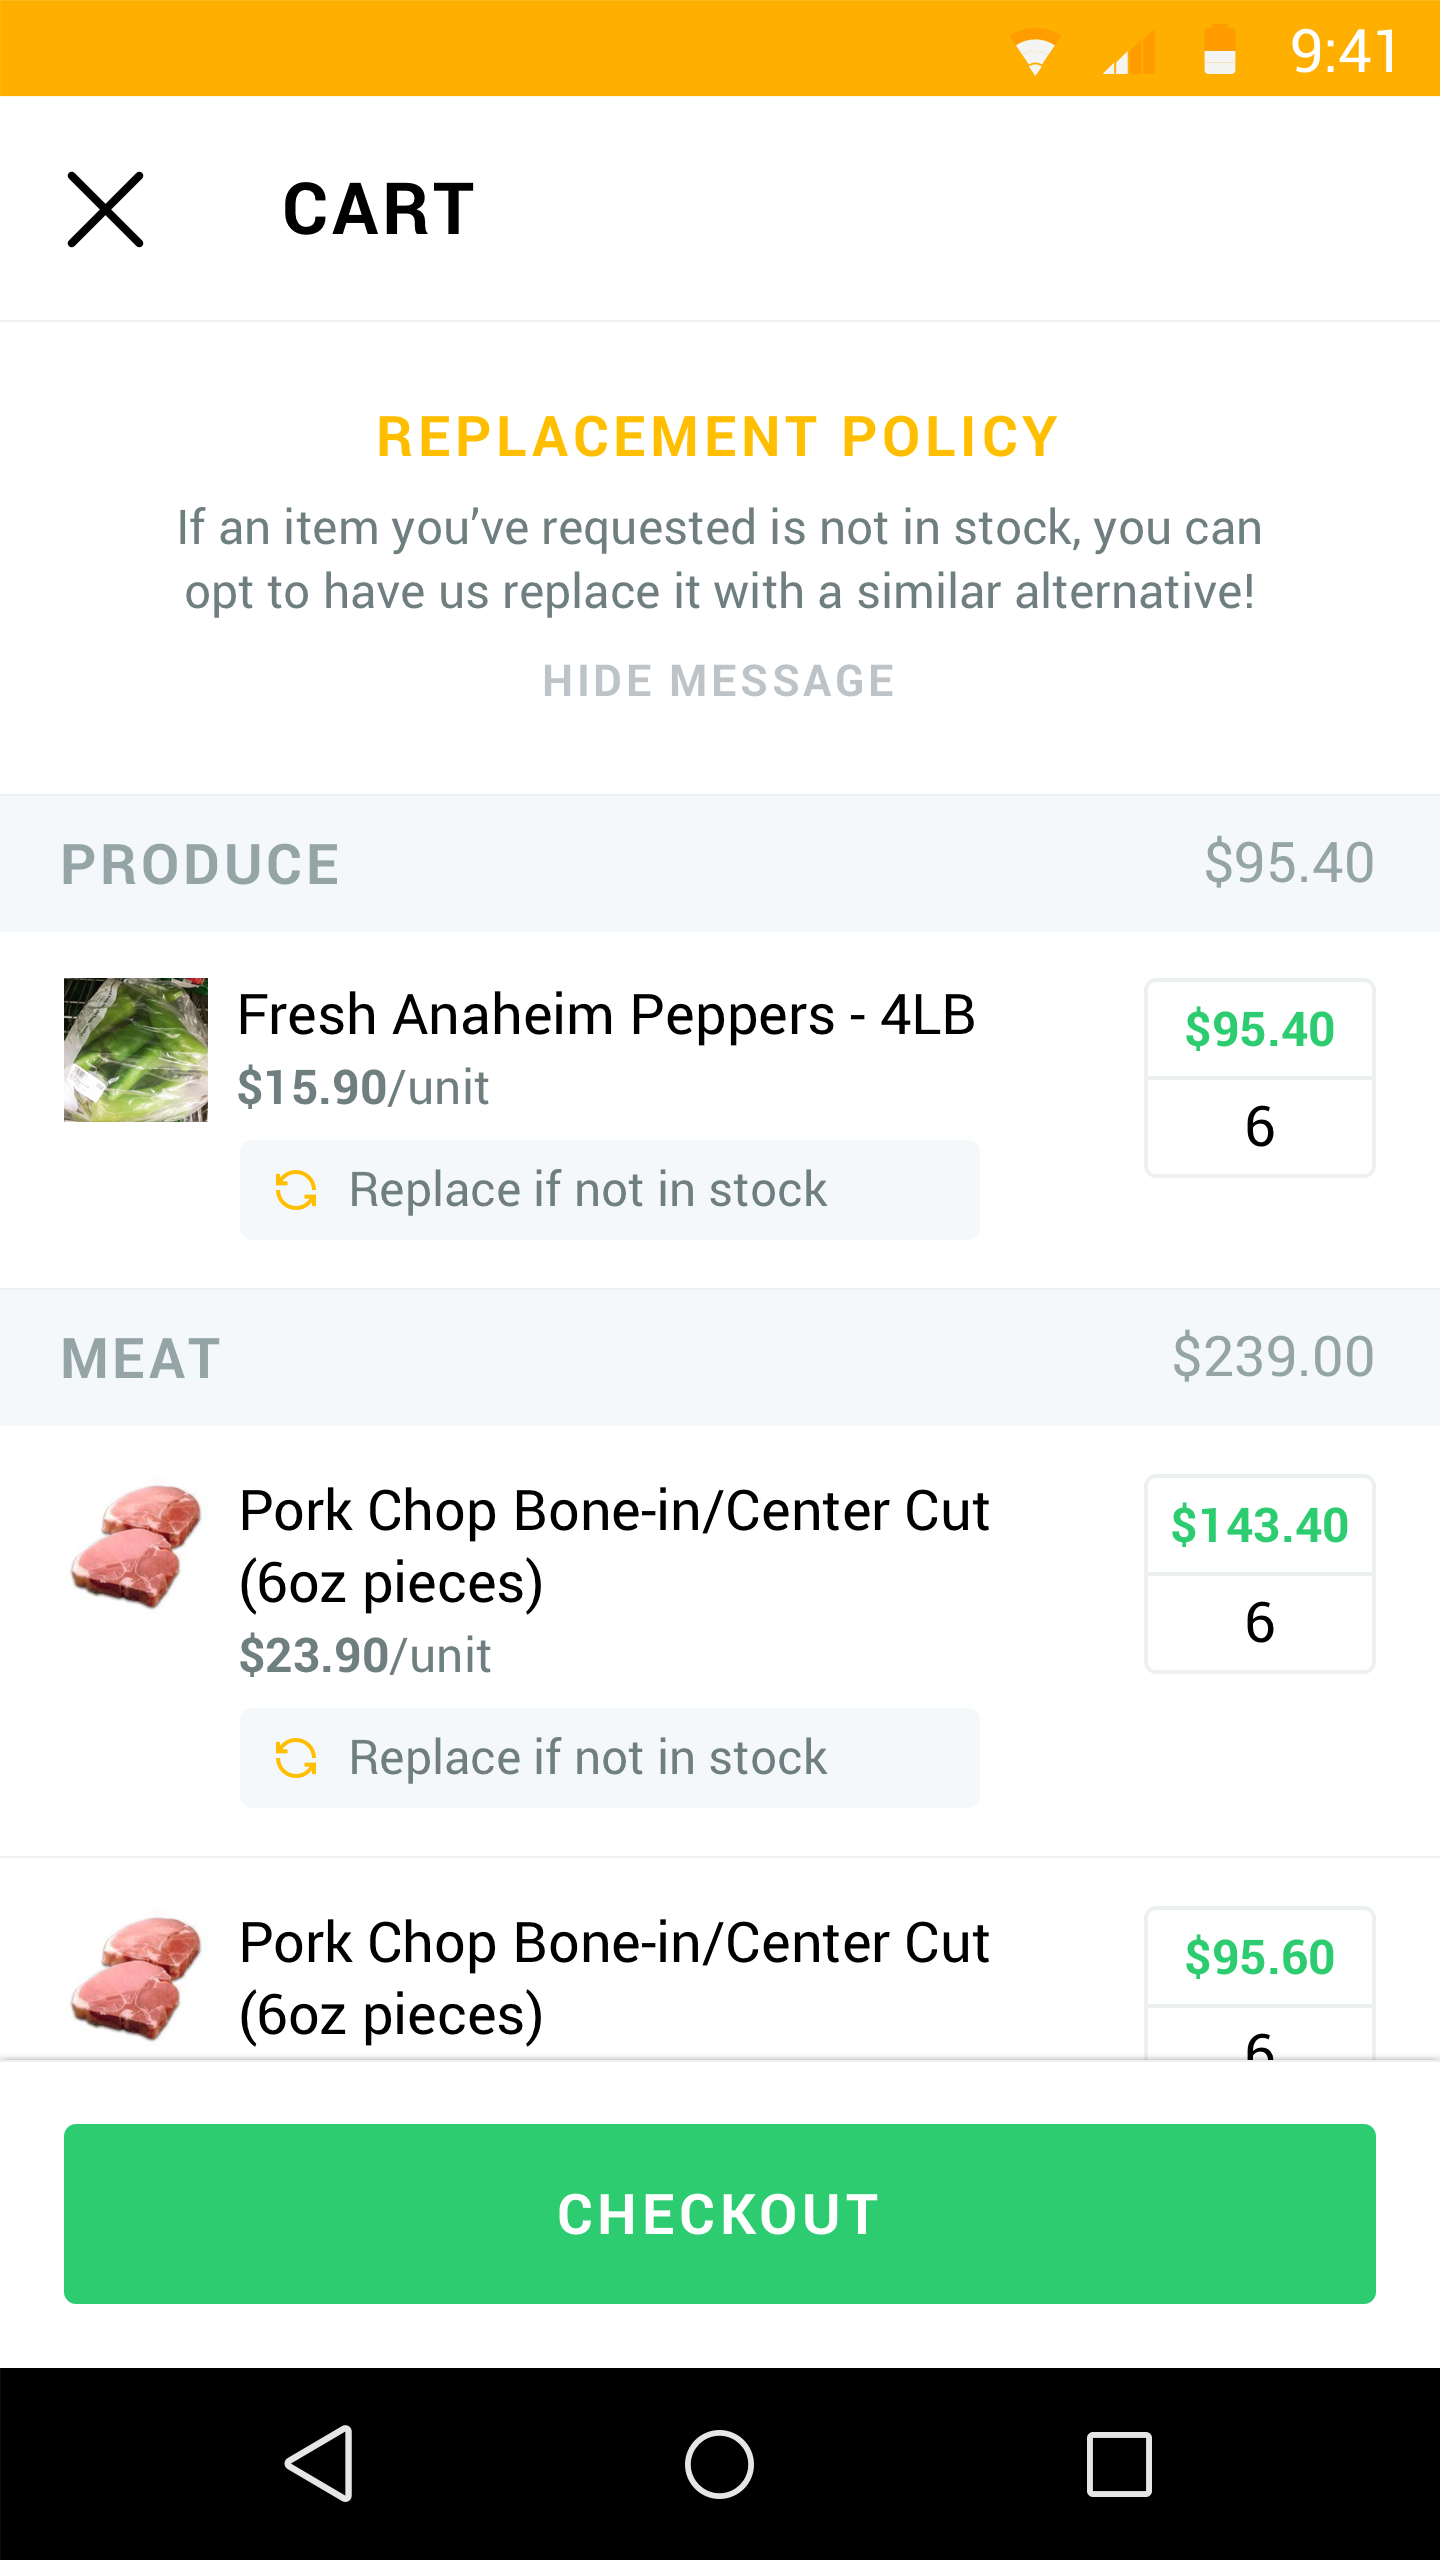 9:41
CART
REPLACEMENT POLICY
If an item you’ve requested is not in stock, you can
opt to have us replace it with a similar alternative!
HIDE MESSAGE
PRODUCE $95.40
Fresh Anaheim Peppers - 4LB
$95.40
$15.90/unit
6
Replace if not in stock
MEAT $239.00
Pork Chop Bone-in/Center Cut
$143.40
(6oz pieces)
6
$23.90/unit
Replace if not in stock
Pork Chop Bone-in/Center Cut
$95.60
(6oz pieces)
6
CHECKOUT